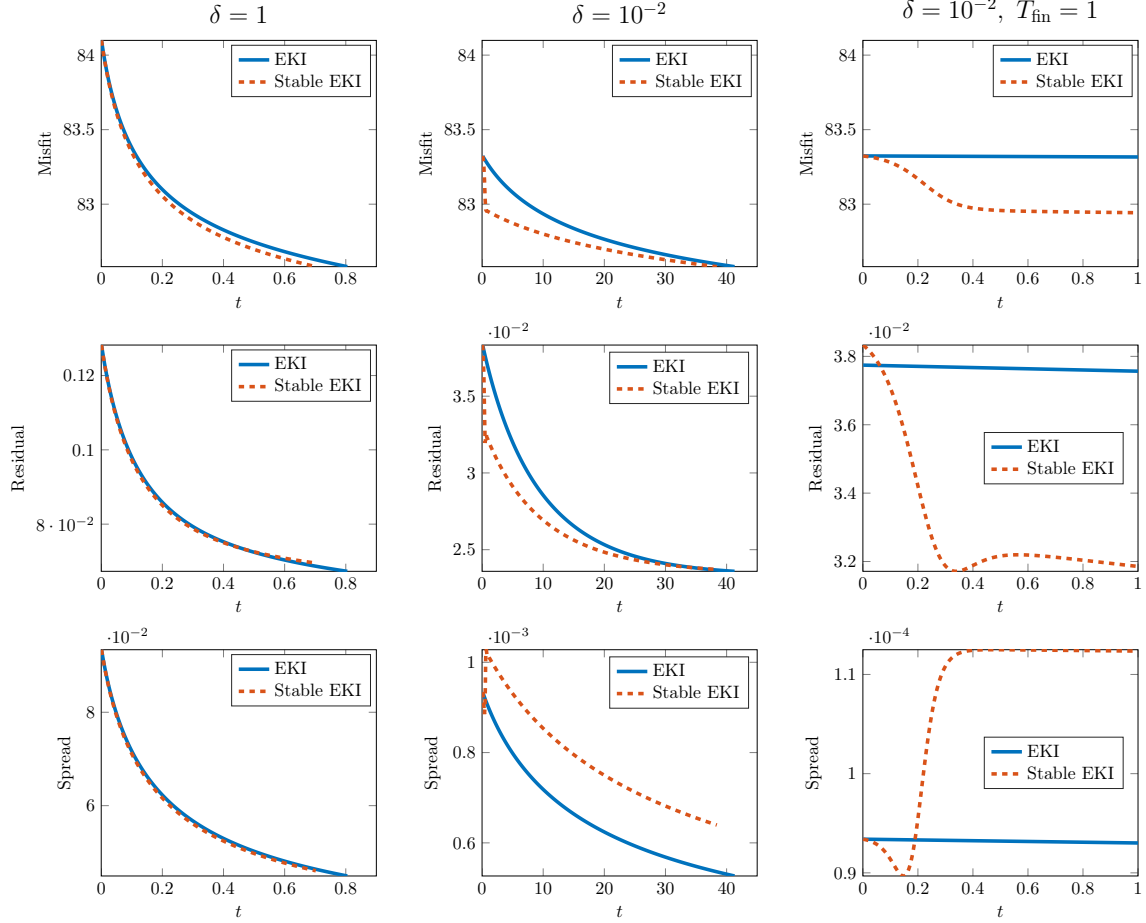 δ = 1
δ = 10⁻²
δ = 10⁻², T_fin = 1
84
83.5
83
Misfit
EKI
Stable EKI
0 0.2 0.4 0.6 0.8
t
84
83.5
83
Misfit
EKI
Stable EKI
0 10 20 30 40
t
84
83.5
83
Misfit
EKI
Stable EKI
0 0.2 0.4 0.6 0.8 1
t
0.12
0.1
8 · 10⁻²
Residual
EKI
Stable EKI
0 0.2 0.4 0.6 0.8
t
·10⁻²
3.5
3
2.5
Residual
EKI
Stable EKI
0 10 20 30 40
t
·10⁻²
3.8
3.6
3.4
3.2
Residual
EKI
Stable EKI
0 0.2 0.4 0.6 0.8 1
t
·10⁻²
8
6
Spread
EKI
Stable EKI
0 0.2 0.4 0.6 0.8
t
·10⁻³
1
0.8
0.6
Spread
EKI
Stable EKI
0 10 20 30 40
t
·10⁻⁴
1.1
1
0.9
Spread
EKI
Stable EKI
0 0.2 0.4 0.6 0.8 1
t